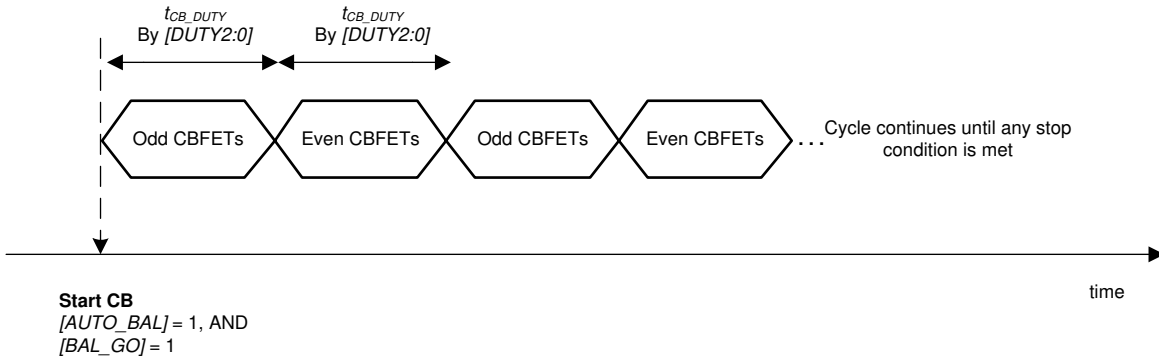 tCB_DUTY
By [DUTY2:0]
tCB_DUTY
By [DUTY2:0]
Odd CBFETs
Even CBFETs
Odd CBFETs
Even CBFETs
... Cycle continues until any stop
condition is met
time
Start CB
[AUTO_BAL] = 1, AND
[BAL_GO] = 1